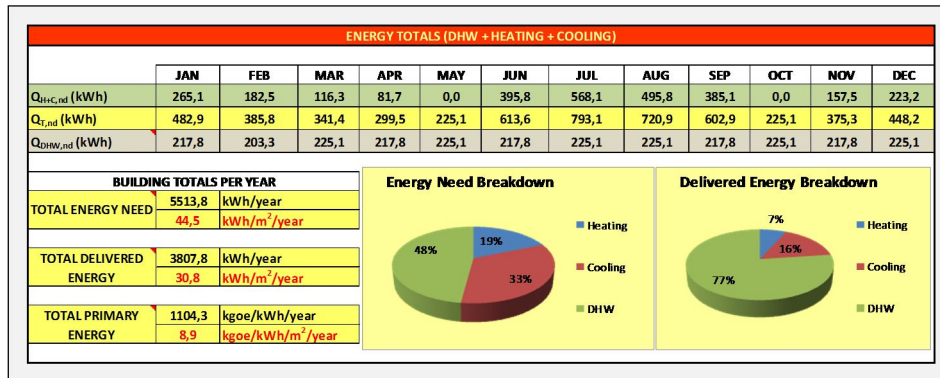 ENERGY TOTALS (DHW + HEATING + COOLING)
JAN FEB MAR APR MAY JUN JUL AUG SEP OCT NOV DEC
QH+C,nd (kWh) 265,1 182,5 116,3 81,7 0,0 395,8 568,1 495,8 385,1 0,0 157,5 223,2
QT,nd (kWh) 482,9 385,8 341,4 299,5 225,1 613,6 793,1 720,9 602,9 225,1 375,3 448,2
QDHW,nd (kWh) 217,8 203,3 225,1 217,8 225,1 217,8 225,1 225,1 217,8 225,1 217,8 225,1
BUILDING TOTALS PER YEAR
TOTAL ENERGY NEED 5513,8 kWh/year
44,5 kWh/m²/year
TOTAL DELIVERED 3807,8 kWh/year
ENERGY 30,8 kWh/m²/year
TOTAL PRIMARY 1104,3 kgoe/kWh/year
ENERGY 8,9 kgoe/kWh/m²/year
Energy Need Breakdown
48% 19%
33%
Heating
Cooling
DHW
Delivered Energy Breakdown
7%
16%
77%
Heating
Cooling
DHW